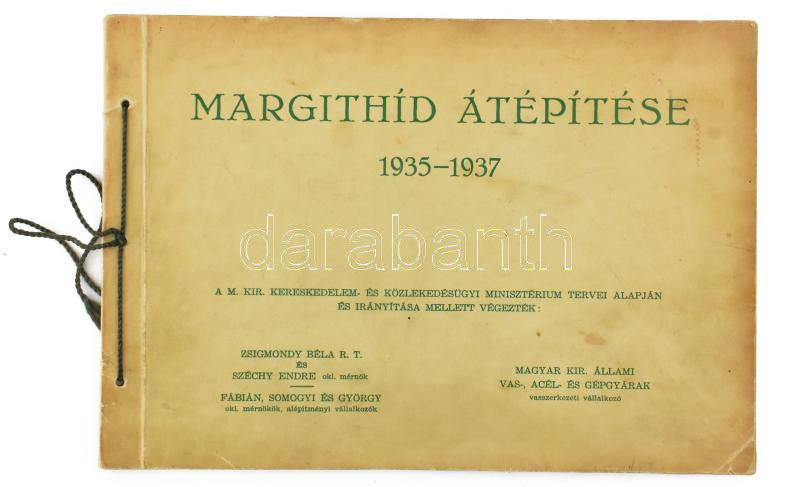 MARGITHÍD ÁTÉPÍTÉSE
1935–1937
darabanth
A M. KIR. KERESKEDELEM- ÉS KÖZLEKEDÉSÜGYI MINISZTÉRIUM TERVEI ALAPJÁN
ÉS IRÁNYÍTÁSA MELLETT VÉGEZTÉK:
ZSIGMONDY BÉLA R. T.
ÉS
SZÉCHY ENDRE okl. mérnök
FÁBIÁN, SOMOGYI ÉS GYÖRGY
okl. mérnökök, alépítményi vállalkozók
MAGYAR KIR. ÁLLAMI
VAS-, ACÉL- ÉS GÉPGYÁRAK
vasszerkezeti vállalkozó